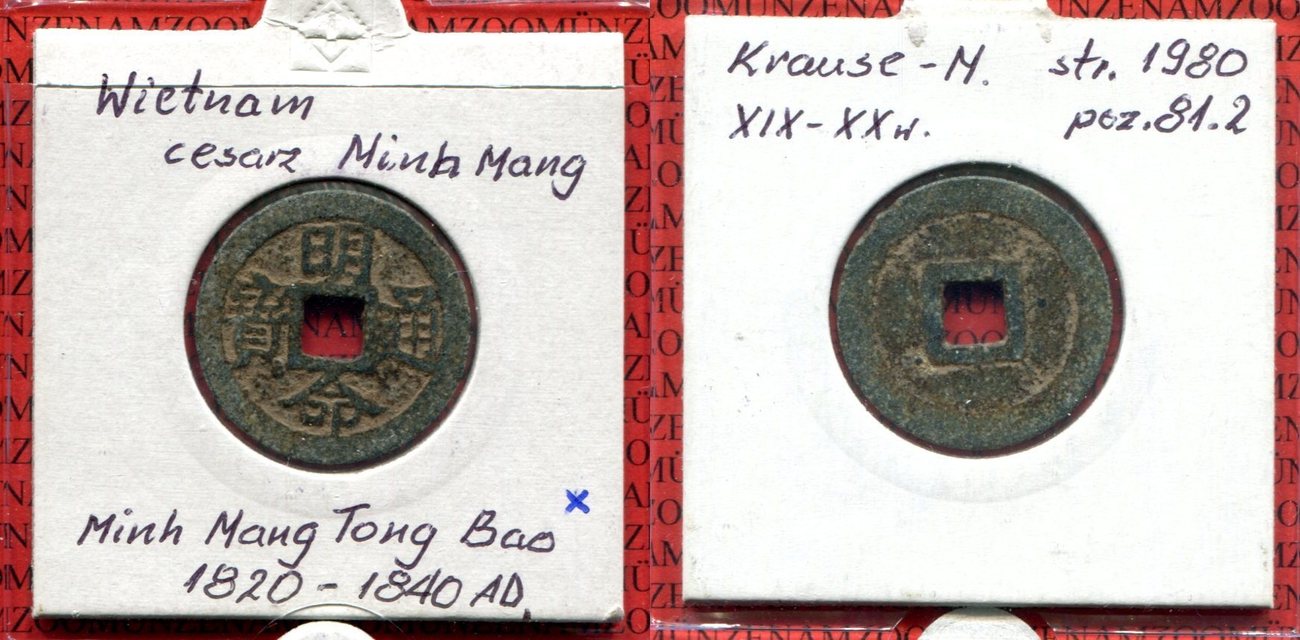 Wietnam
cesarz Minh Mang
明命通寶
Minh Mang Tong Bao x
1820 - 1840 AD.
Krause - M. str. 1980
XIX-XXw. poz. 81.2
MÜNZENAMZOOMÜNZENAMZOOMÜNZENAMZOO